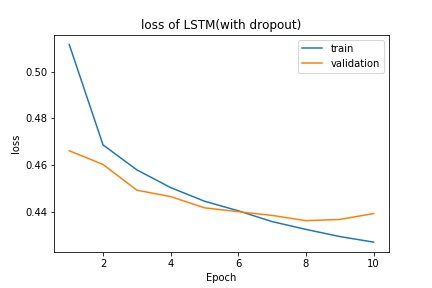 loss of LSTM(with dropout)
train
validation
loss
0.50
0.48
0.46
0.44
2
4
6
8
10
Epoch